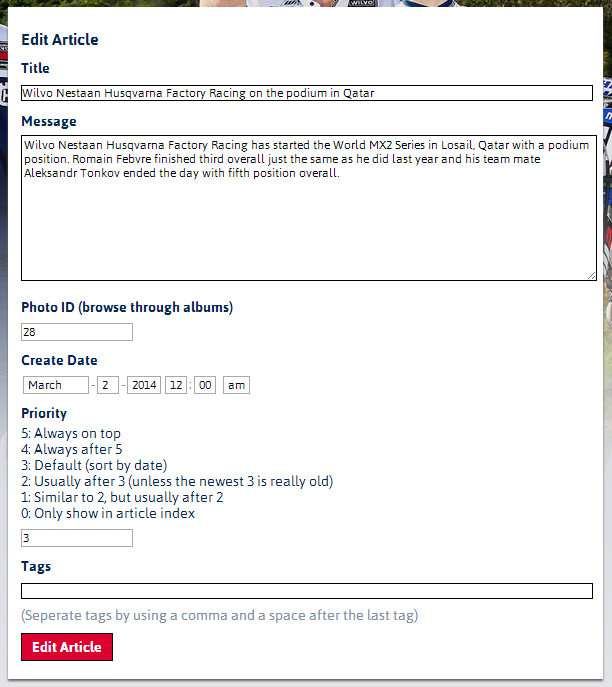 WILVO
Edit Article
Title
Wilvo Nestaan Husqvarna Factory Racing on the podium in Qatar
Message
Wilvo Nestaan Husqvarna Factory Racing has started the World MX2 Series in Losail, Qatar with a podium
position. Romain Febvre finished third overall just the same as he did last year and his team mate
Aleksandr Tonkov ended the day with fifth position overall.
Photo ID (browse through albums)
28
Create Date
March - 2 - 2014 12 : 00 am
Priority
5: Always on top
4: Always after 5
3: Default (sort by date)
2: Usually after 3 (unless the newest 3 is really old)
1: Similar to 2, but usually after 2
0: Only show in article index
3
Tags
(Seperate tags by using a comma and a space after the last tag)
Edit Article